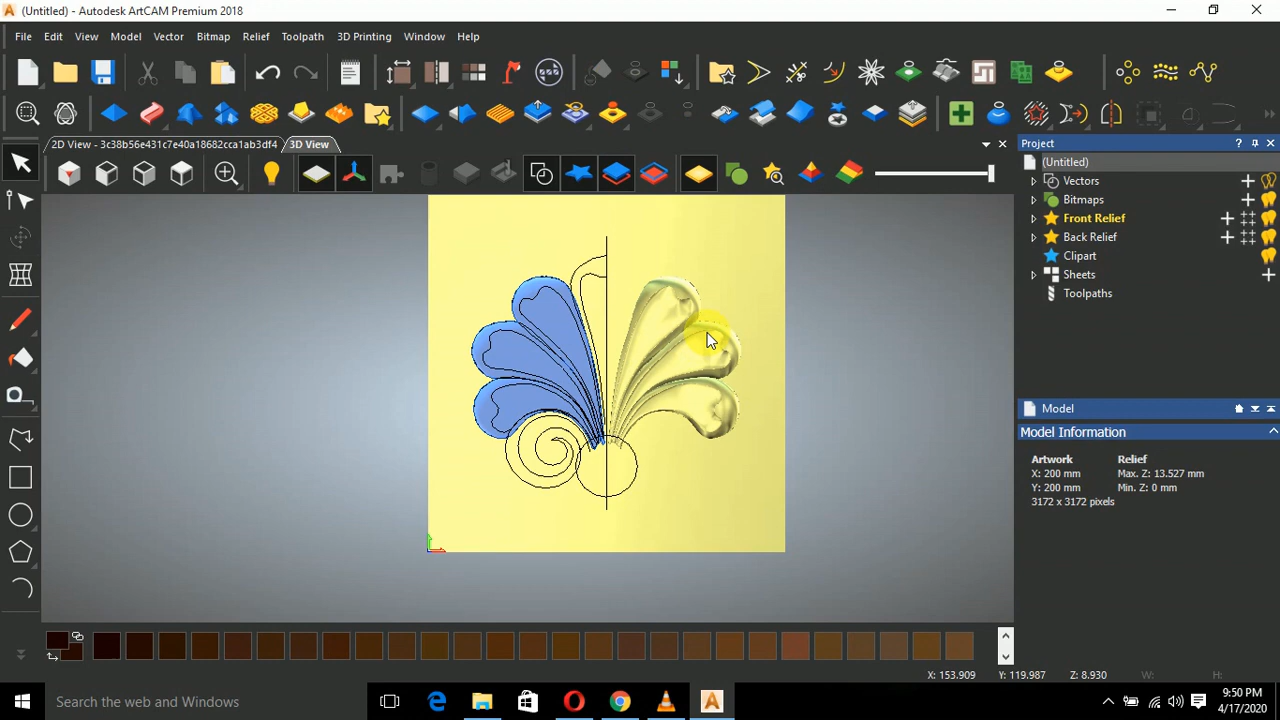 (Untitled) - Autodesk ArtCAM Premium 2018
File Edit View Model Vector Bitmap Relief Toolpath 3D Printing Window Help
2D View - 3c38b56e431c7e40a18682cca1ab3df4 3D View
Project
(Untitled)
Vectors
Bitmaps
Front Relief
Back Relief
Clipart
Sheets
Toolpaths
Model
Model Information
Artwork Relief
X: 200 mm Max. Z: 13.527 mm
Y: 200 mm Min. Z: 0 mm
3172 x 3172 pixels
X: 153.909 Y: 119.987 Z: 8.930 W: H:
Search the web and Windows
9:50 PM
4/17/2020